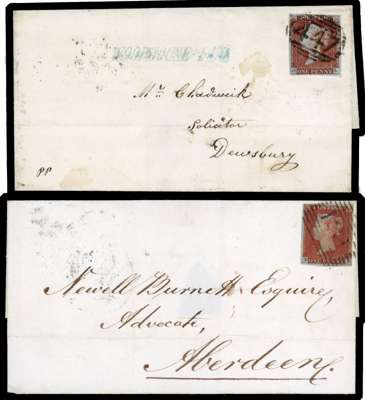 ONE PENNY
Mr. Chadwick
Solicitor
Dewsbury
PP
Newell Burnett Esquire,
Advocate,
Aberdeen.